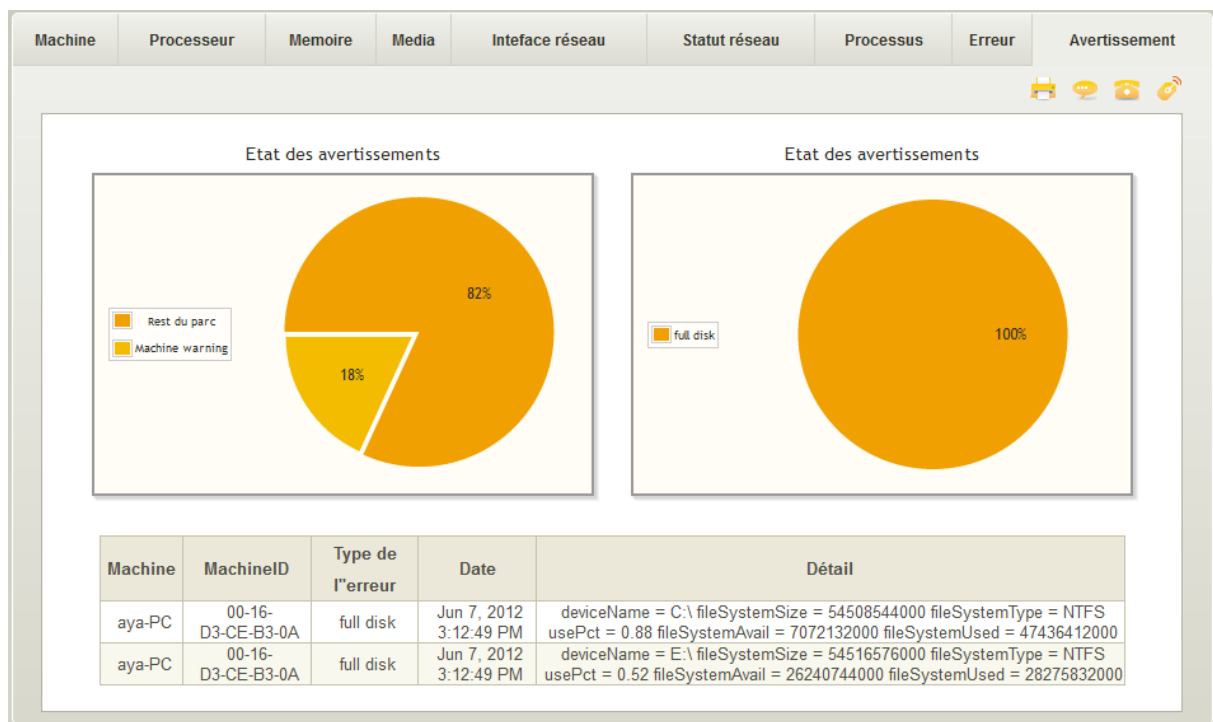 Machine Processeur Memoire Media Inteface réseau Statut réseau Processus Erreur Avertissement
Etat des avertissements
82%
Rest du parc
Machine warning
18%
Etat des avertissements
full disk
100%
Machine MachineID Type de l"erreur Date Détail
aya-PC 00-16-D3-CE-B3-0A full disk Jun 7, 2012 3:12:49 PM deviceName = C:\ fileSystemSize = 54508544000 fileSystemType = NTFS
usePct = 0.88 fileSystemAvail = 7072132000 fileSystemUsed = 47436412000
aya-PC 00-16-D3-CE-B3-0A full disk Jun 7, 2012 3:12:49 PM deviceName = E:\ fileSystemSize = 54516576000 fileSystemType = NTFS
usePct = 0.52 fileSystemAvail = 26240744000 fileSystemUsed = 28275832000